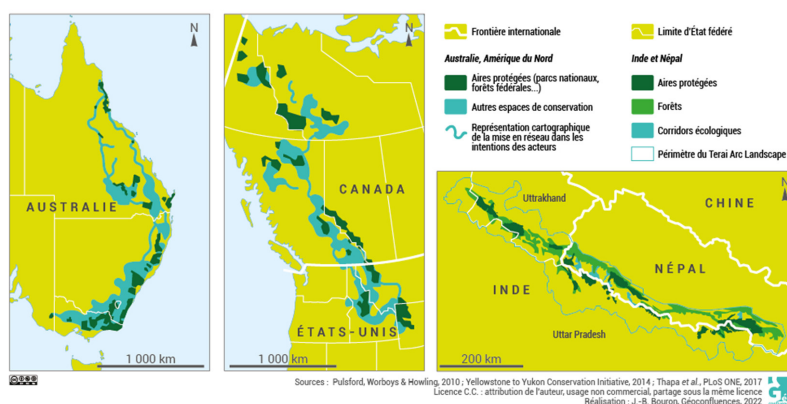 N
AUSTRALIE
1 000 km
N
CANADA
ÉTATS-UNIS
1 000 km
Frontière internationale
Limite d'État fédéré
Australie, Amérique du Nord
Aires protégées (parcs nationaux,
forêts fédérales...)
Autres espaces de conservation
Représentation cartographique
de la mise en réseau dans les
intentions des acteurs
Inde et Népal
Aires protégées
Forêts
Corridors écologiques
Périmètre du Terai Arc Landscape
N
Uttrakhand
CHINE
NÉPAL
INDE
Uttar Pradesh
200 km
Sources : Pulsford, Worboys & Howling, 2010 ; Yellowstone to Yukon Conservation Initiative, 2014 ; Thapa et al., PLoS ONE, 2017
Licence C.C. : attribution de l'auteur, usage non commercial, partage sous la même licence
Réalisation : J.-B. Bouron, Géoconfluences, 2022